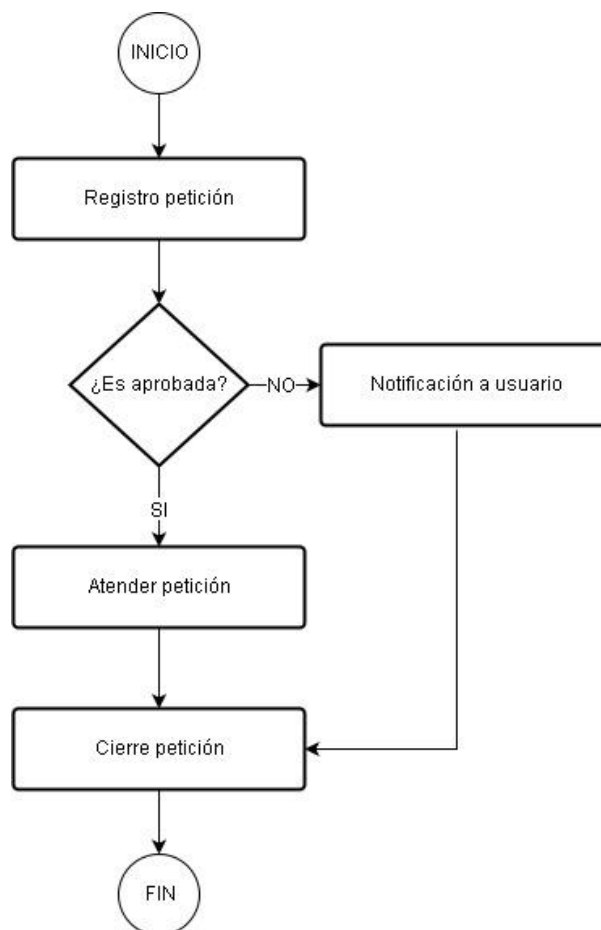 INICIO
Registro petición
¿Es aprobada?
NO
Notificación a usuario
SI
Atender petición
Cierre petición
FIN